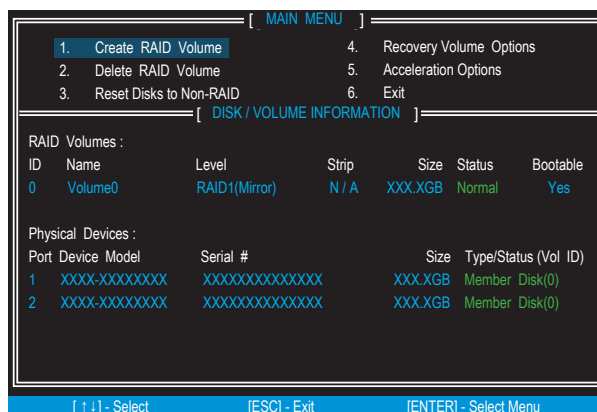 [ MAIN MENU ]
1. Create RAID Volume 4. Recovery Volume Options
2. Delete RAID Volume 5. Acceleration Options
3. Reset Disks to Non-RAID 6. Exit
[ DISK / VOLUME INFORMATION ]
RAID Volumes :
ID Name Level Strip Size Status Bootable
0 Volume0 RAID1(Mirror) N / A XXX.XGB Normal Yes
Physical Devices :
Port Device Model Serial # Size Type/Status (Vol ID)
1 XXXX-XXXXXXXX XXXXXXXXXXXXXX XXX.XGB Member Disk(0)
2 XXXX-XXXXXXXX XXXXXXXXXXXXXX XXX.XGB Member Disk(0)
[ ↑↓] - Select [ESC] - Exit [ENTER] - Select Menu